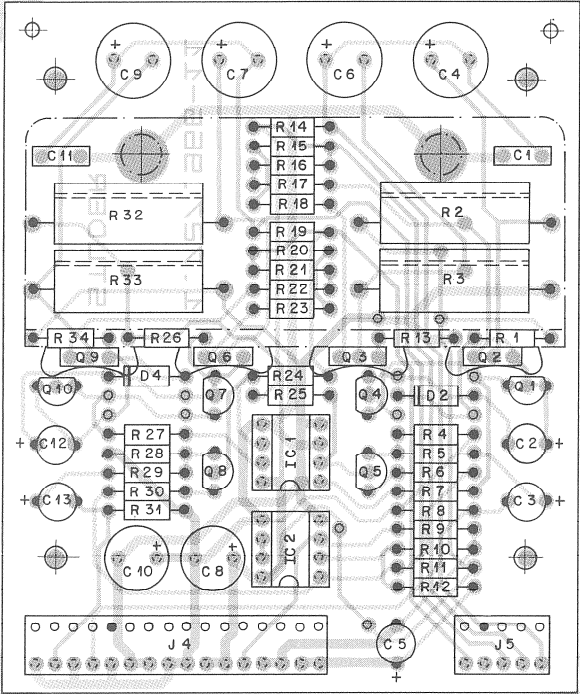 + + + +
C9 C7 C6 C4
R14
C11 R15 C1
R16
R17
R18
R32 R2
R19
R20
R33 R21 R3
R22
R23
R34 R26 R13 R1
Q9 Q6 Q3 Q2
D4 R24
Q10 Q7 R25 Q4 D2 Q1
R27 IC1 R4
+ C12 C2 +
R28 R5
R29 Q8 Q5 R6
R30 R7
+ C13 C3 +
R31 R8
R9
+ + IC2
R10
C10 C8 R11
R12
J4 C5 J5
+